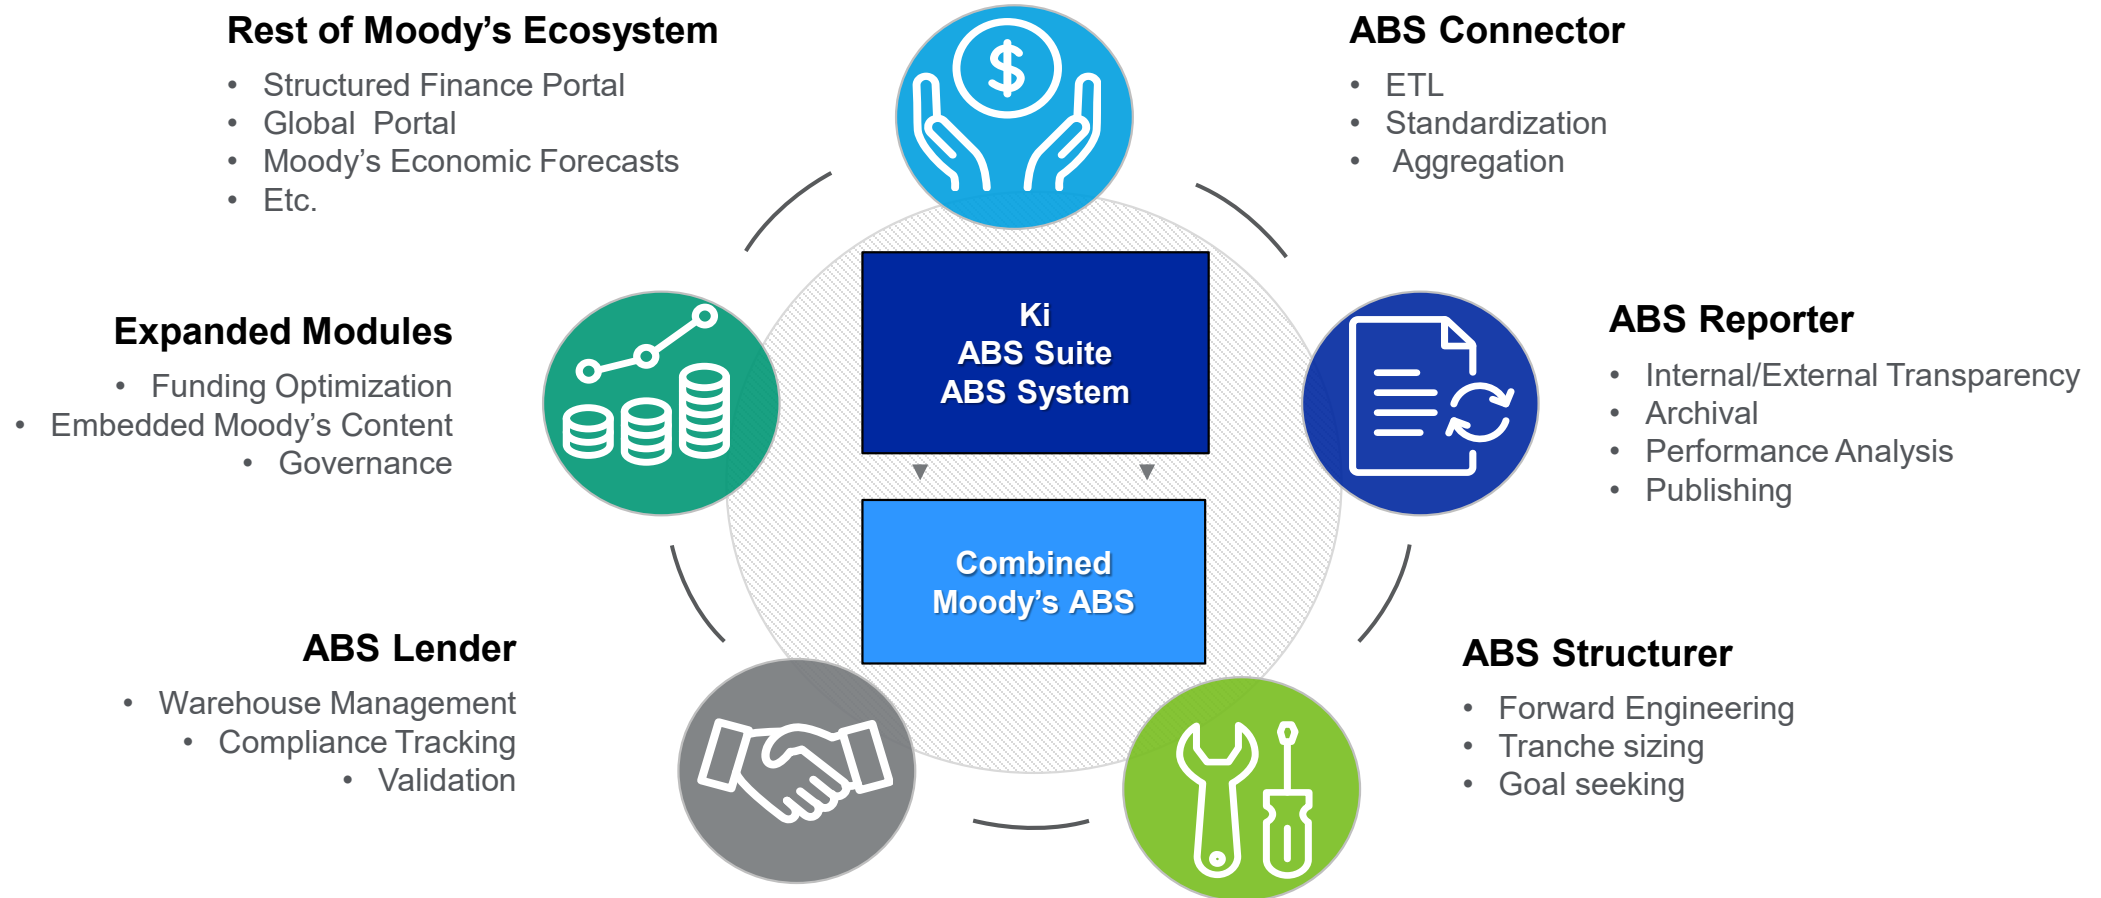 Rest of Moody's Ecosystem
• Structured Finance Portal
• Global  Portal
• Moody's Economic Forecasts
• Etc.
ABS Connector
• ETL
• Standardization
• Aggregation
Expanded Modules
• Funding Optimization
• Embedded Moody's Content
• Governance
Ki
ABS Suite
ABS System
Combined
Moody's ABS
ABS Reporter
• Internal/External Transparency
• Archival
• Performance Analysis
• Publishing
ABS Lender
• Warehouse Management
• Compliance Tracking
• Validation
ABS Structurer
• Forward Engineering
• Tranche sizing
• Goal seeking
$